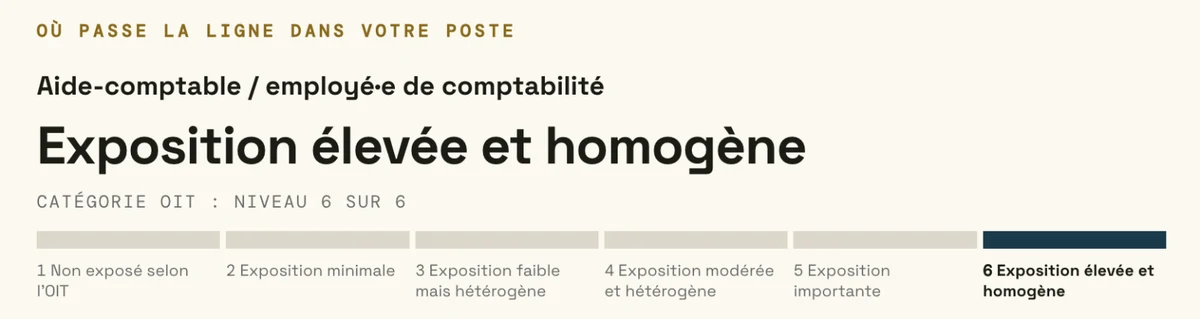 OÙ PASSE LA LIGNE DANS VOTRE POSTE
Aide-comptable / employé·e de comptabilité
Exposition élevée et homogène
CATÉGORIE OIT : NIVEAU 6 SUR 6
1 Non exposé selon
l'OIT
2 Exposition minimale
3 Exposition faible
mais hétérogène
4 Exposition modérée
et hétérogène
5 Exposition
importante
6 Exposition élevée et
homogène